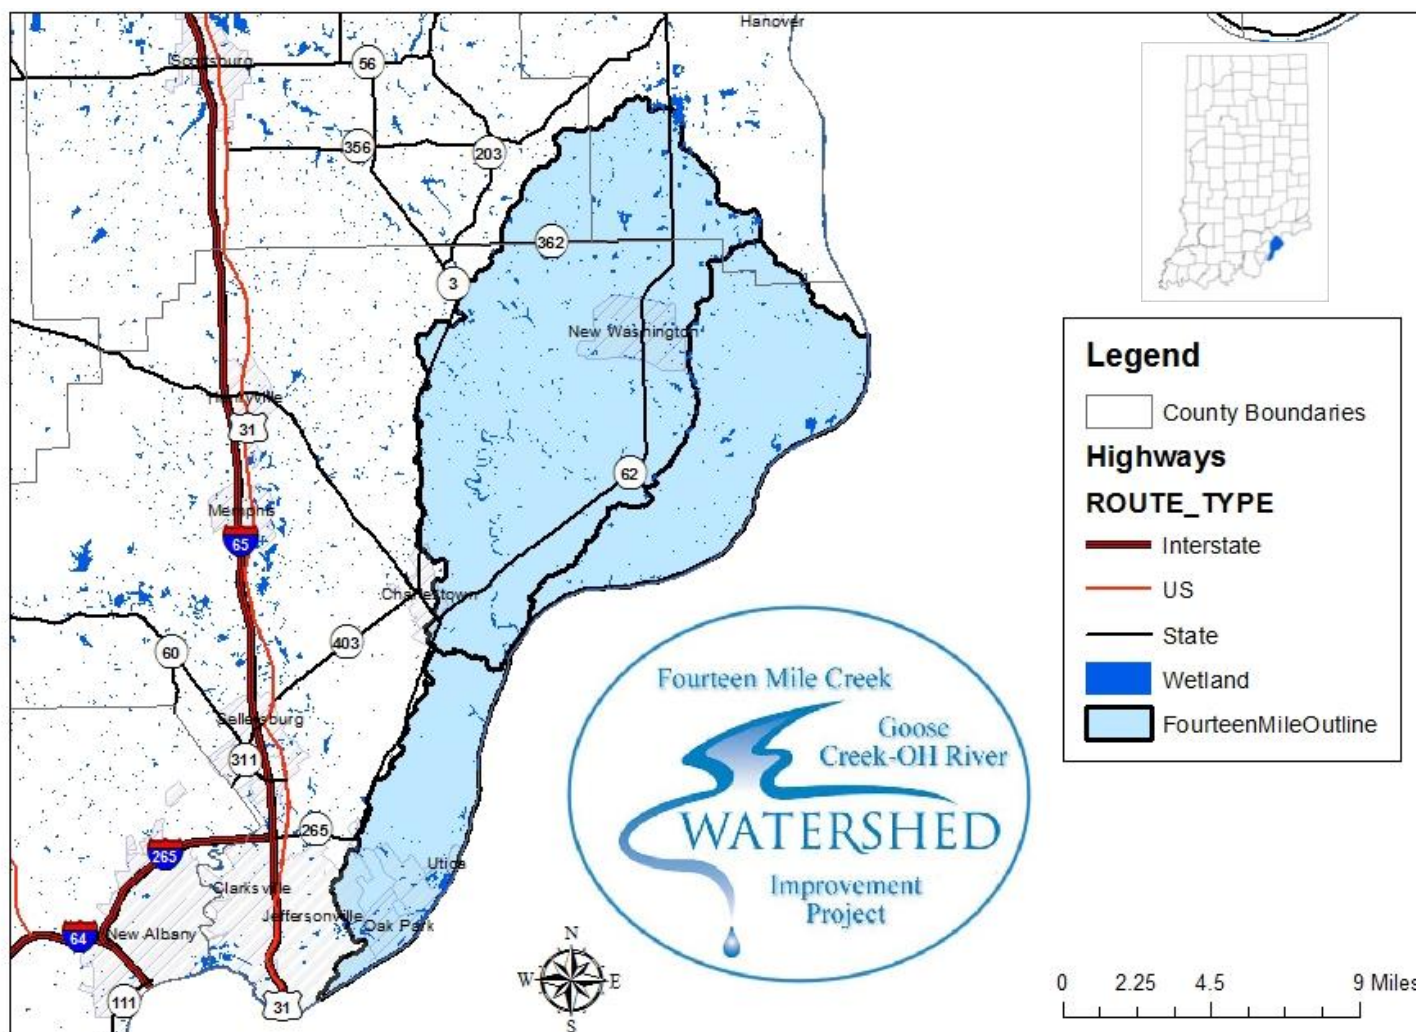 Hanover
Scottsburg
56
356
203
362
3
New Washington
Henryville
31
62
Memphis
65
Charlestown
403
60
Sellersburg
311
265
265
Utica
Clarksville
Jeffersonville
Oak Park
New Albany
64
111
31
Fourteen Mile Creek
Goose
Creek-OH River
WATERSHED
Improvement
Project
N
W
E
S
Legend
County Boundaries
Highways
ROUTE_TYPE
Interstate
US
State
Wetland
FourteenMileOutline
0 2.25 4.5 9 Miles